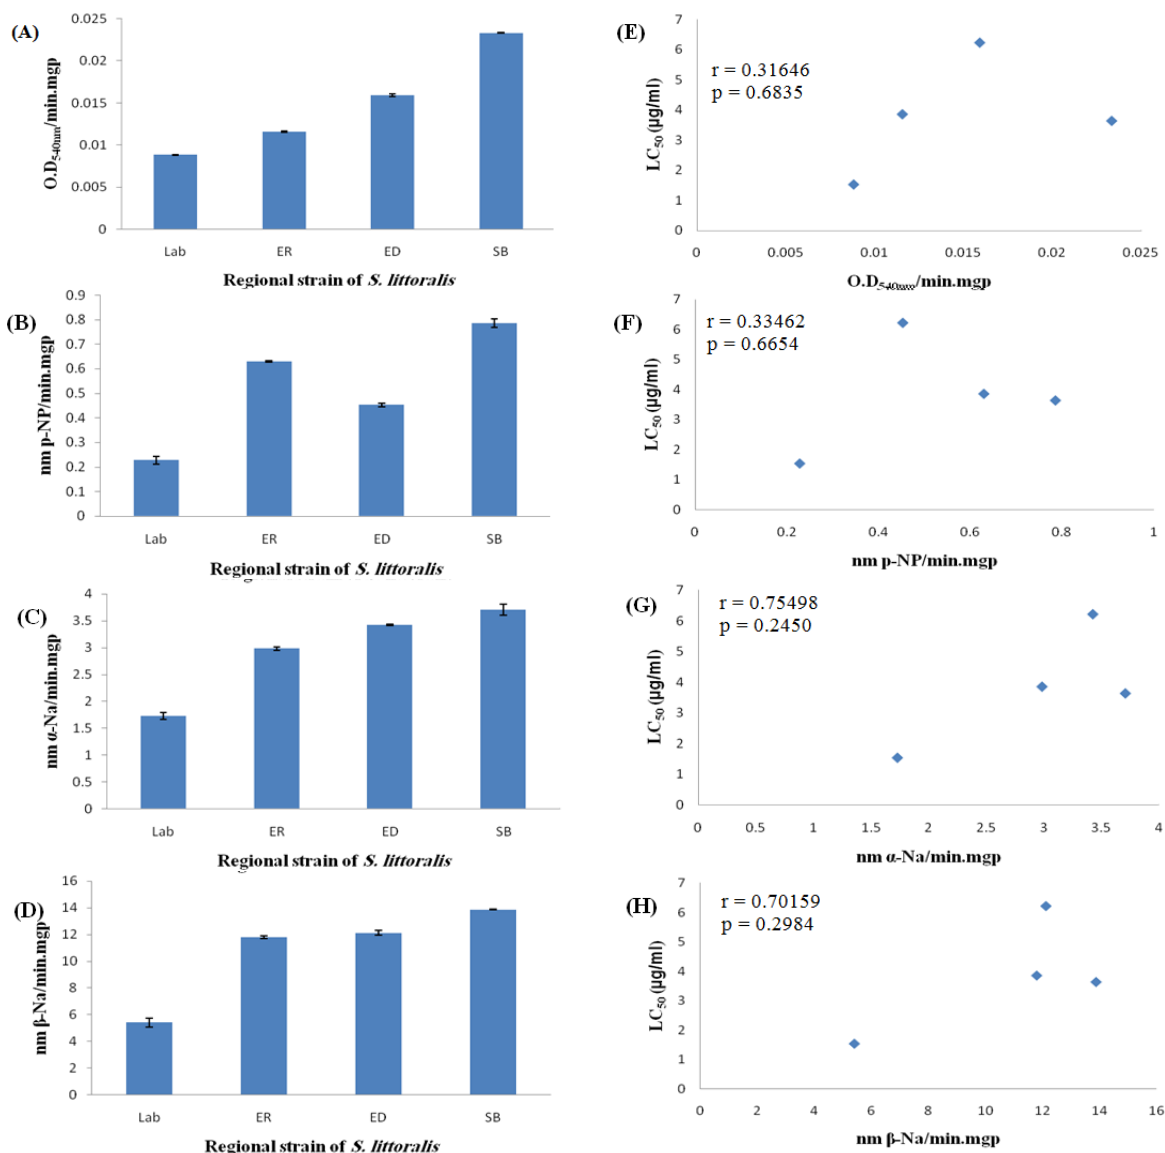 (A)
0.025
0.02
0.015
0.01
0.005
0
O.D540nm/min.mgp
Lab ER ED SB
Regional strain of S. littoralis
(E)
r = 0.31646
p = 0.6835
7
6
5
4
3
2
1
0
LC50 (µg/ml)
0 0.005 0.01 0.015 0.02 0.025
O.D540nm/min.mgp
(B)
0.9
0.8
0.7
0.6
0.5
0.4
0.3
0.2
0.1
0
nm p-NP/min.mgp
Lab ER ED SB
Regional strain of S. littoralis
(F)
r = 0.33462
p = 0.6654
7
6
5
4
3
2
1
0
LC50 (µg/ml)
0 0.2 0.4 0.6 0.8 1
nm p-NP/min.mgp
(C)
4
3.5
3
2.5
2
1.5
1
0.5
0
nm α-Na/min.mgp
Lab ER ED SB
Regional strain of S. littoralis
(G)
r = 0.75498
p = 0.2450
7
6
5
4
3
2
1
0
LC50 (µg/ml)
0 0.5 1 1.5 2 2.5 3 3.5 4
nm α-Na/min.mgp
(D)
16
14
12
10
8
6
4
2
0
nm β-Na/min.mgp
Lab ER ED SB
Regional strain of S. littoralis
(H)
r = 0.70159
p = 0.2984
7
6
5
4
3
2
1
0
LC50 (µg/ml)
0 2 4 6 8 10 12 14 16
nm β-Na/min.mgp